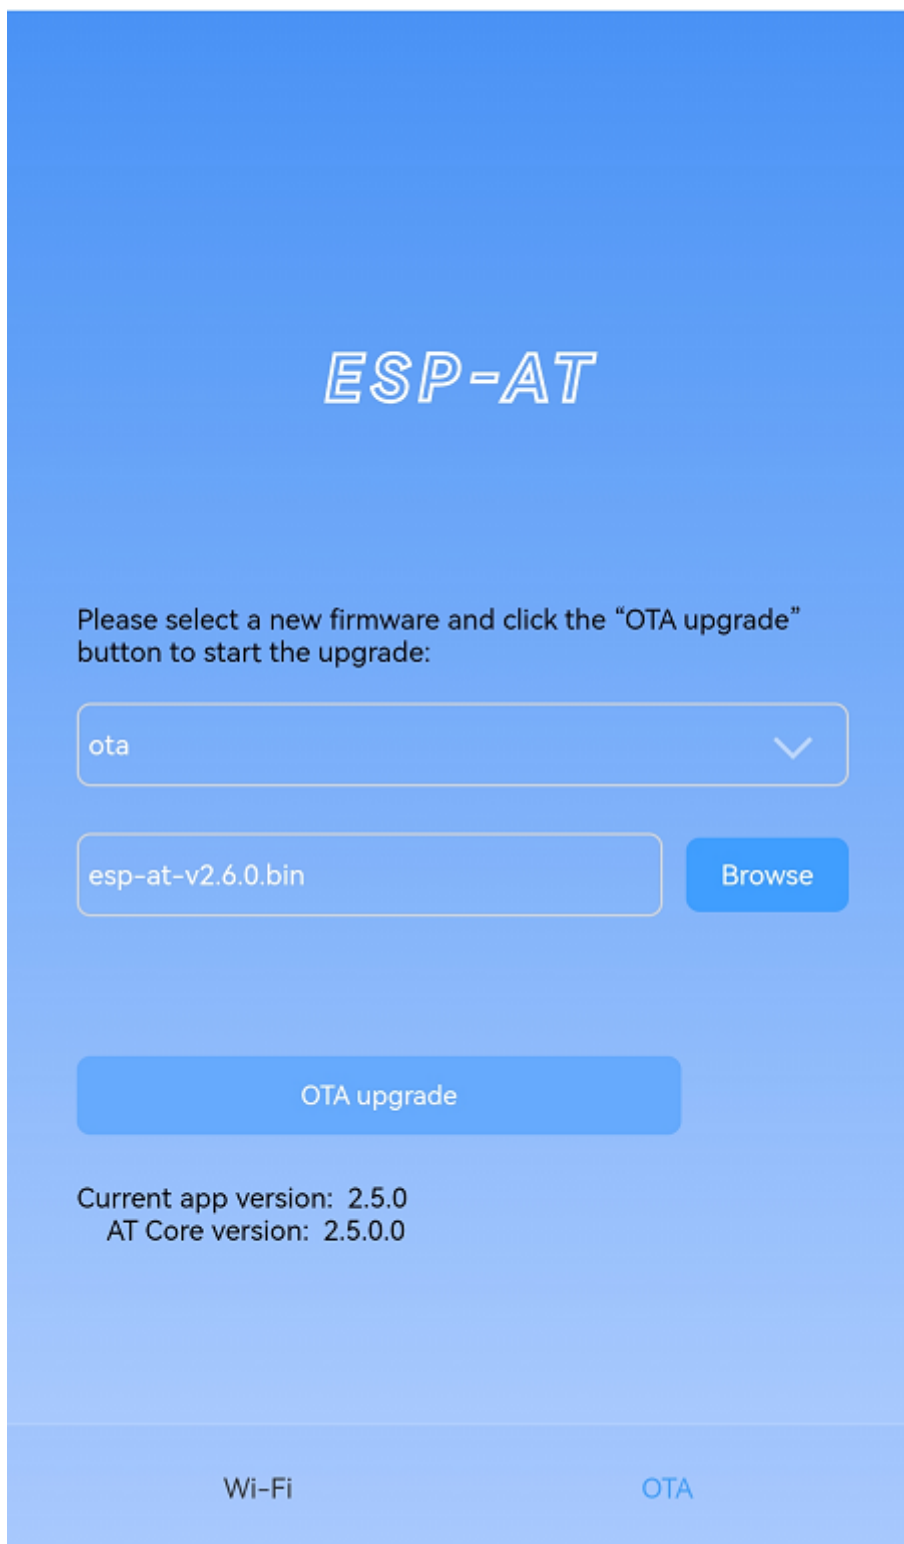 ESP-AT
Please select a new firmware and click the “OTA upgrade”
button to start the upgrade:
ota
esp-at-v2.6.0.bin
Browse
OTA upgrade
Current app version: 2.5.0
AT Core version: 2.5.0.0
Wi-Fi
OTA